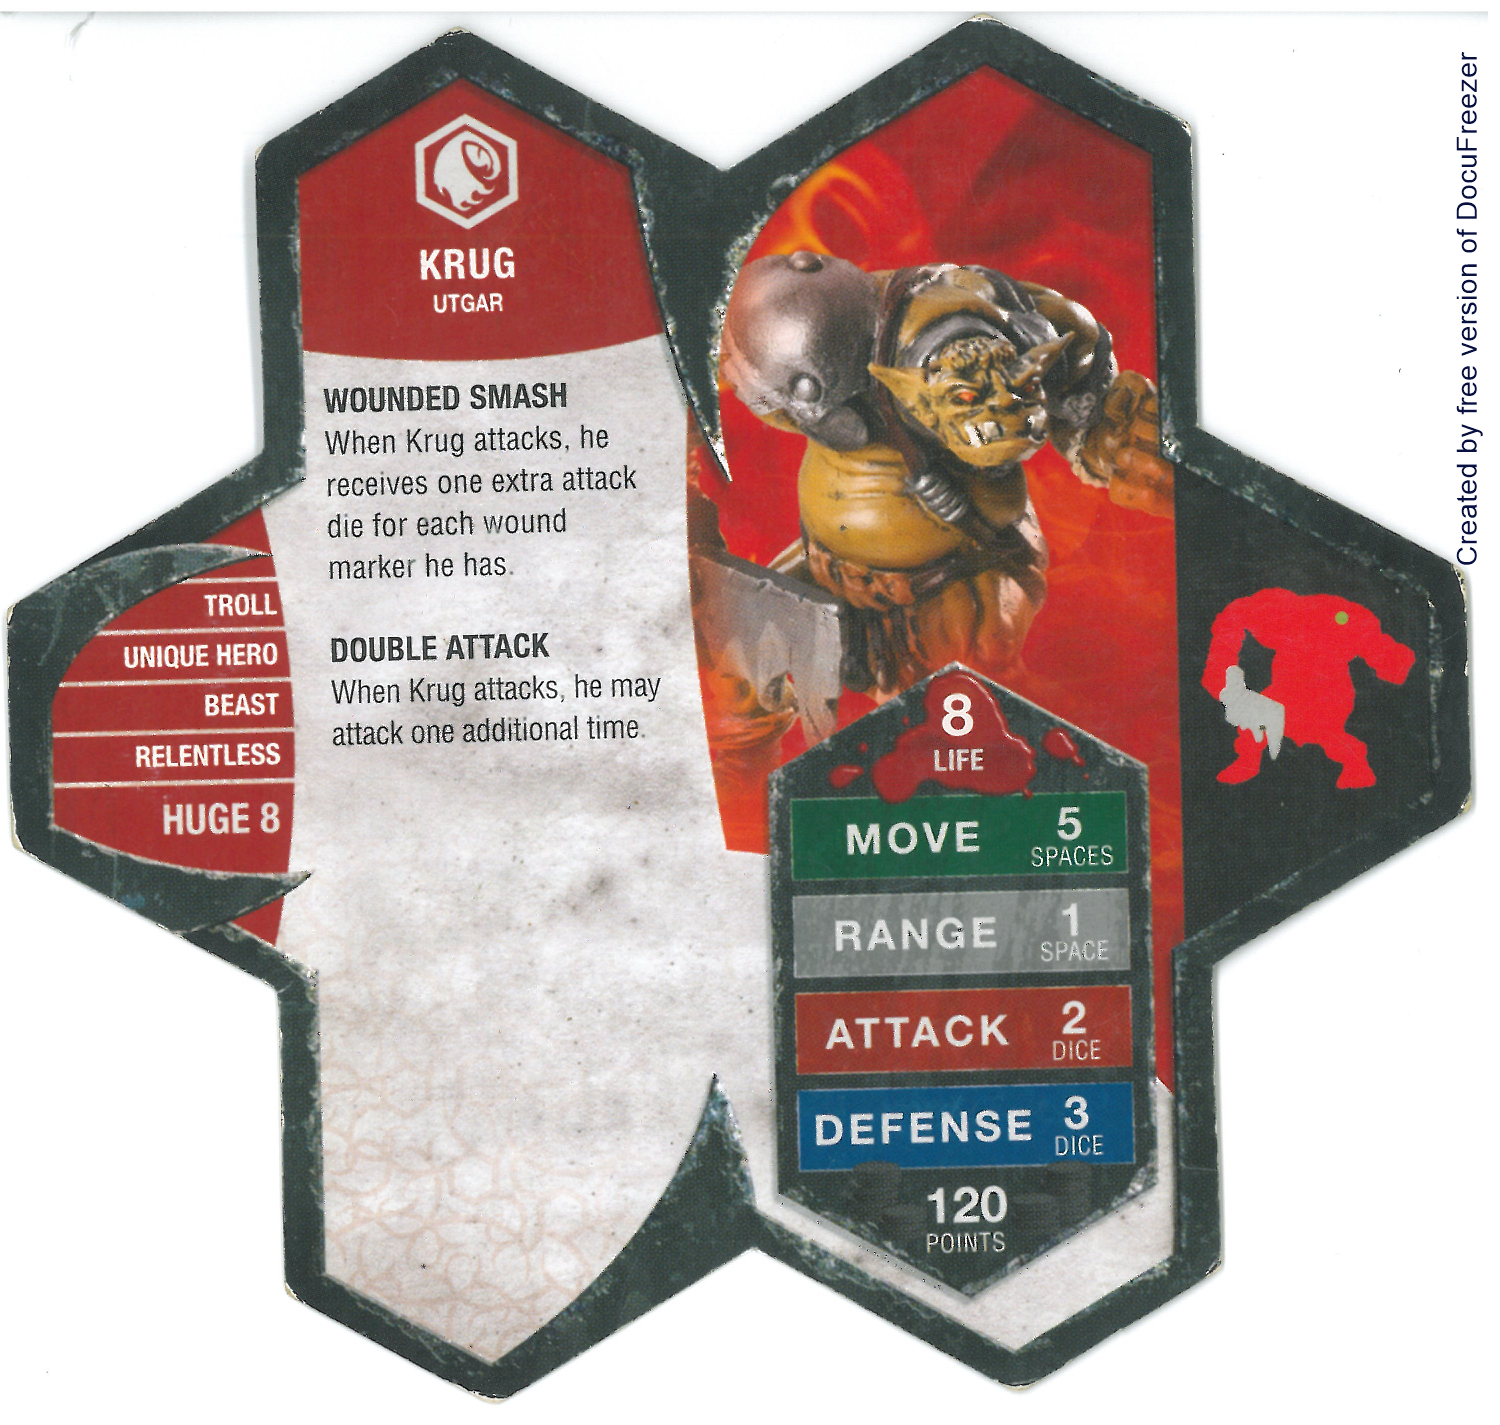 KRUG
UTGAR
WOUNDED SMASH
When Krug attacks, he
receives one extra attack
die for each wound
marker he has.
DOUBLE ATTACK
When Krug attacks, he may
attack one additional time.
TROLL
UNIQUE HERO
BEAST
RELENTLESS
HUGE 8
8
LIFE
MOVE 5
SPACES
RANGE 1
SPACE
ATTACK 2
DICE
DEFENSE 3
DICE
120
POINTS
Created by free version of DocuFreezer